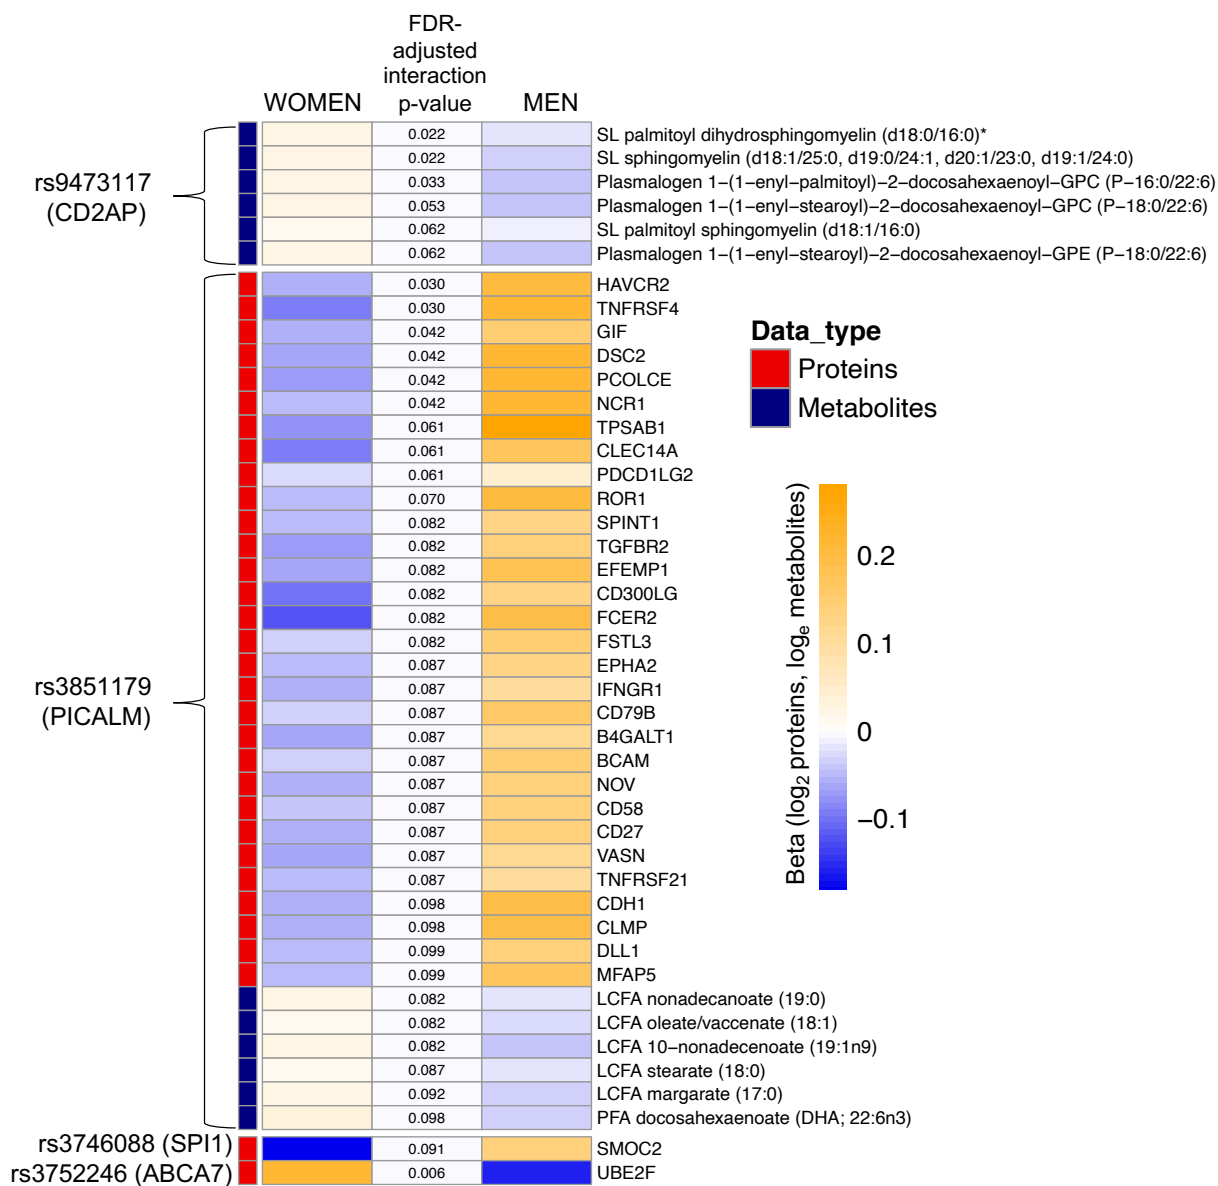 FDR-
adjusted
interaction
WOMEN p-value MEN
rs9473117
(CD2AP)
0.022 SL palmitoyl dihydrosphingomyelin (d18:0/16:0)*
0.022 SL sphingomyelin (d18:1/25:0, d19:0/24:1, d20:1/23:0, d19:1/24:0)
0.033 Plasmalogen 1−(1−enyl−palmitoyl)−2−docosahexaenoyl−GPC (P−16:0/22:6)
0.053 Plasmalogen 1−(1−enyl−stearoyl)−2−docosahexaenoyl−GPC (P−18:0/22:6)
0.062 SL palmitoyl sphingomyelin (d18:1/16:0)
0.062 Plasmalogen 1−(1−enyl−stearoyl)−2−docosahexaenoyl−GPE (P−18:0/22:6)
rs3851179
(PICALM)
0.030 HAVCR2
0.030 TNFRSF4
0.042 GIF
0.042 DSC2
0.042 PCOLCE
0.042 NCR1
0.061 TPSAB1
0.061 CLEC14A
0.061 PDCD1LG2
0.070 ROR1
0.082 SPINT1
0.082 TGFBR2
0.082 EFEMP1
0.082 CD300LG
0.082 FCER2
0.082 FSTL3
0.087 EPHA2
0.087 IFNGR1
0.087 CD79B
0.087 B4GALT1
0.087 BCAM
0.087 NOV
0.087 CD58
0.087 CD27
0.087 VASN
0.087 TNFRSF21
0.098 CDH1
0.098 CLMP
0.099 DLL1
0.099 MFAP5
0.082 LCFA nonadecanoate (19:0)
0.082 LCFA oleate/vaccenate (18:1)
0.082 LCFA 10−nonadecenoate (19:1n9)
0.087 LCFA stearate (18:0)
0.092 LCFA margarate (17:0)
0.098 PFA docosahexaenoate (DHA; 22:6n3)
rs3746088 (SPI1) 0.091 SMOC2
rs3752246 (ABCA7) 0.006 UBE2F
Data_type
Proteins
Metabolites
Beta (log2 proteins, loge metabolites)
0.2
0.1
0
−0.1